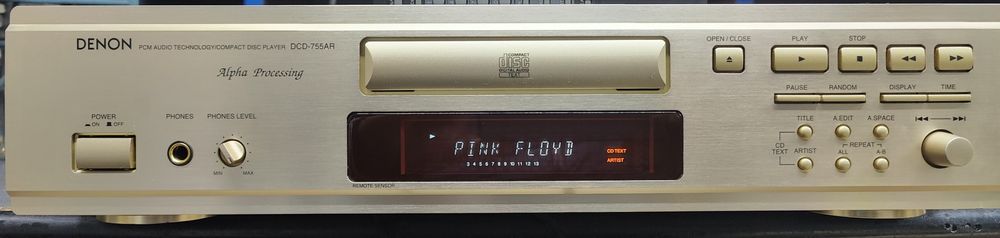 DENON PCM AUDIO TECHNOLOGY/COMPACT DISC PLAYER DCD-755AR
Alpha Processing
COMPACT
disc
DIGITAL AUDIO
TEXT
OPEN / CLOSE
PLAY
STOP
PAUSE
RANDOM
DISPLAY
TIME
POWER
ON OFF
PHONES
PHONES LEVEL
MIN MAX
PINK FLOYD
CD TEXT
ARTIST
3 4 5 6 7 8 9 10 11 12 13
REMOTE SENSOR
TITLE
A.EDIT
A.SPACE
CD
TEXT
ARTIST
REPEAT
ALL
A-B